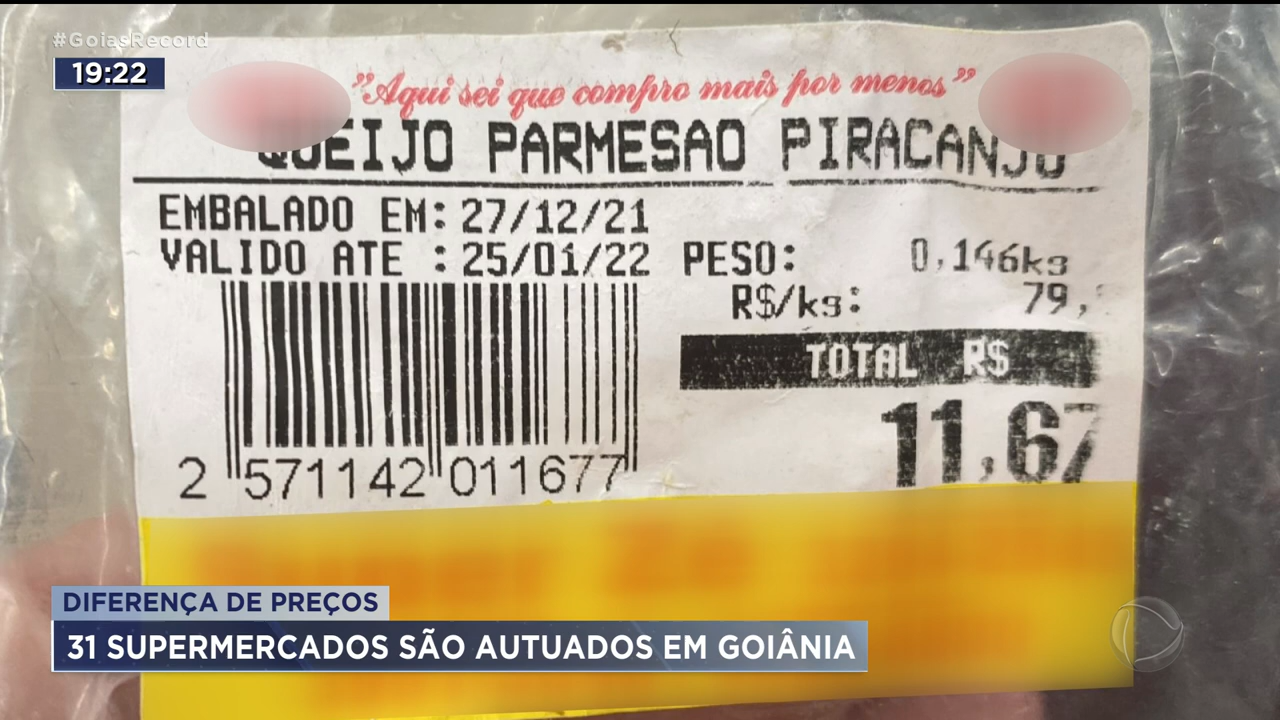 #GoiasRecord
19:22
"Aqui sei que compro mais por menos"
QUEIJO PARMESAO PIRACANJU
EMBALADO EM: 27/12/21
VALIDO ATE : 25/01/22
PESO: 0,146kg
R$/kg: 79,
TOTAL R$
11,67
2 571142 011677
DIFERENÇA DE PREÇOS
31 SUPERMERCADOS SÃO AUTUADOS EM GOIÂNIA